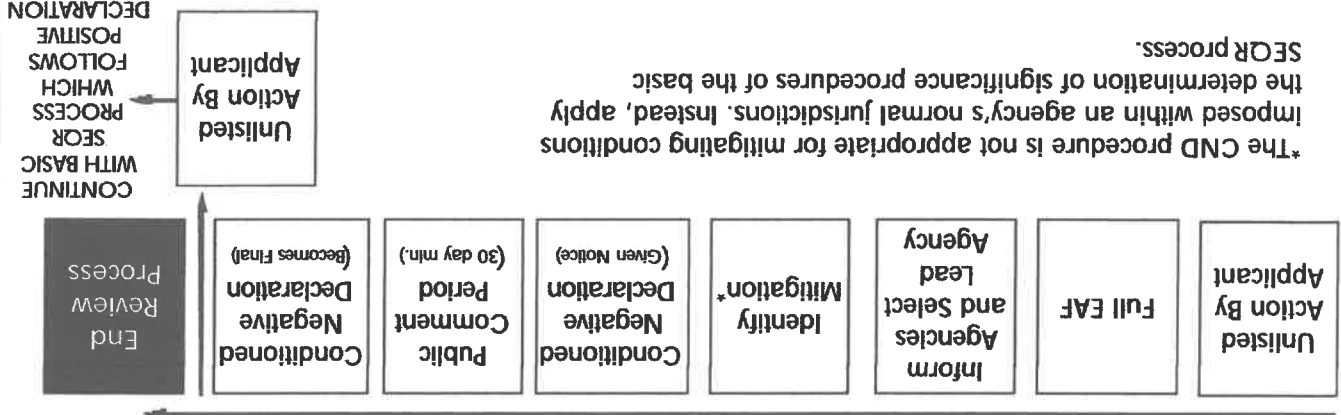 Unlisted
Action By
Applicant
Full EAF
Inform
Agencies
and Select
Lead
Agency
Identify
Mitigation*
Conditioned
Negative
Declaration
(Given Notice)
Public
Comment
Period
(30 day min.)
Conditioned
Negative
Declaration
(Becomes Final)
End
Review
Process
*The CND procedure is not appropriate for mitigating conditions
imposed within an agency's normal jurisdictions. Instead, apply
the determination of significance procedures of the basic
SEQR process.
Unlisted
Action By
Applicant
CONTINUE
WITH BASIC
SEQR
PROCESS
WHICH
FOLLOWS
POSITIVE
DECLARATION